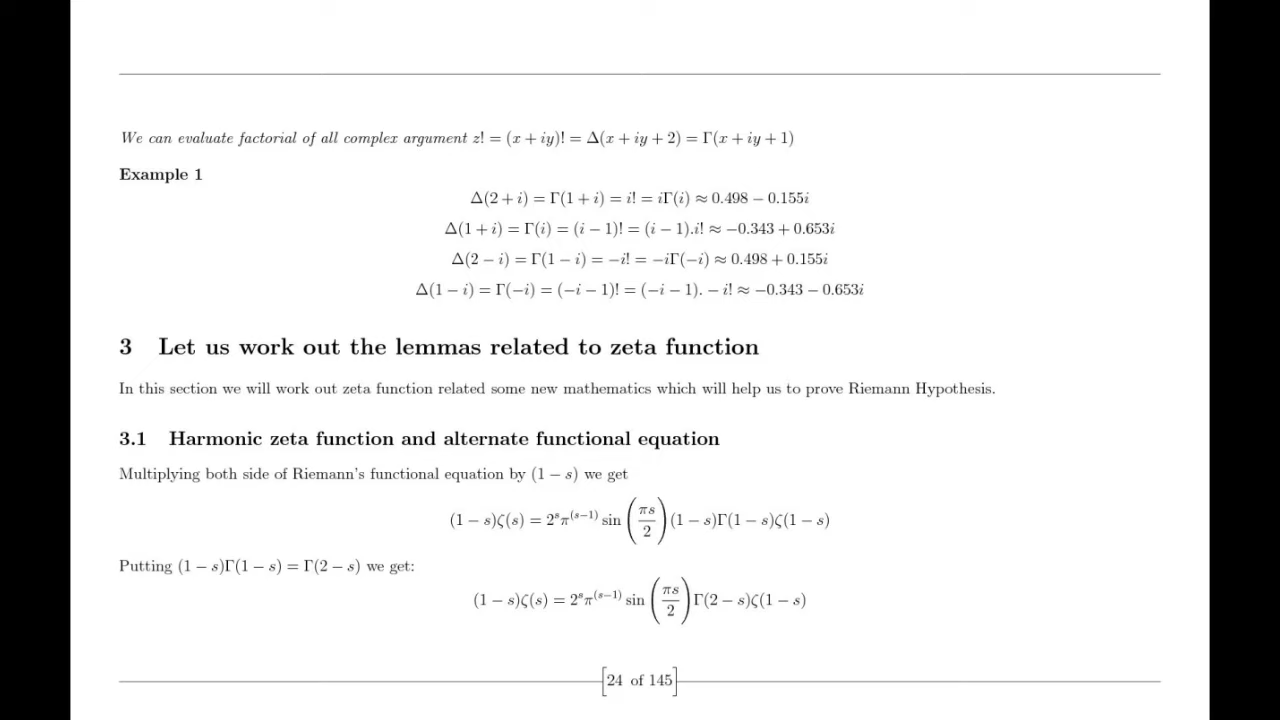 We can evaluate factorial of all complex argument z! = (x + iy)! = Δ(x + iy + 2) = Γ(x + iy + 1)
Example 1
Δ(2 + i) = Γ(1 + i) = i! = iΓ(i) ≈ 0.498 − 0.155i
Δ(1 + i) = Γ(i) = (i − 1)! = (i − 1).i! ≈ −0.343 + 0.653i
Δ(2 − i) = Γ(1 − i) = −i! = −iΓ(−i) ≈ 0.498 + 0.155i
Δ(1 − i) = Γ(−i) = (−i − 1)! = (−i − 1). − i! ≈ −0.343 − 0.653i
3 Let us work out the lemmas related to zeta function
In this section we will work out zeta function related some new mathematics which will help us to prove Riemann Hypothesis.
3.1 Harmonic zeta function and alternate functional equation
Multiplying both side of Riemann's functional equation by (1 − s) we get
(1 − s)ζ(s) = 2^s π^(s−1) sin(πs/2)(1 − s)Γ(1 − s)ζ(1 − s)
Putting (1 − s)Γ(1 − s) = Γ(2 − s) we get:
(1 − s)ζ(s) = 2^s π^(s−1) sin(πs/2)Γ(2 − s)ζ(1 − s)
[24 of 145]